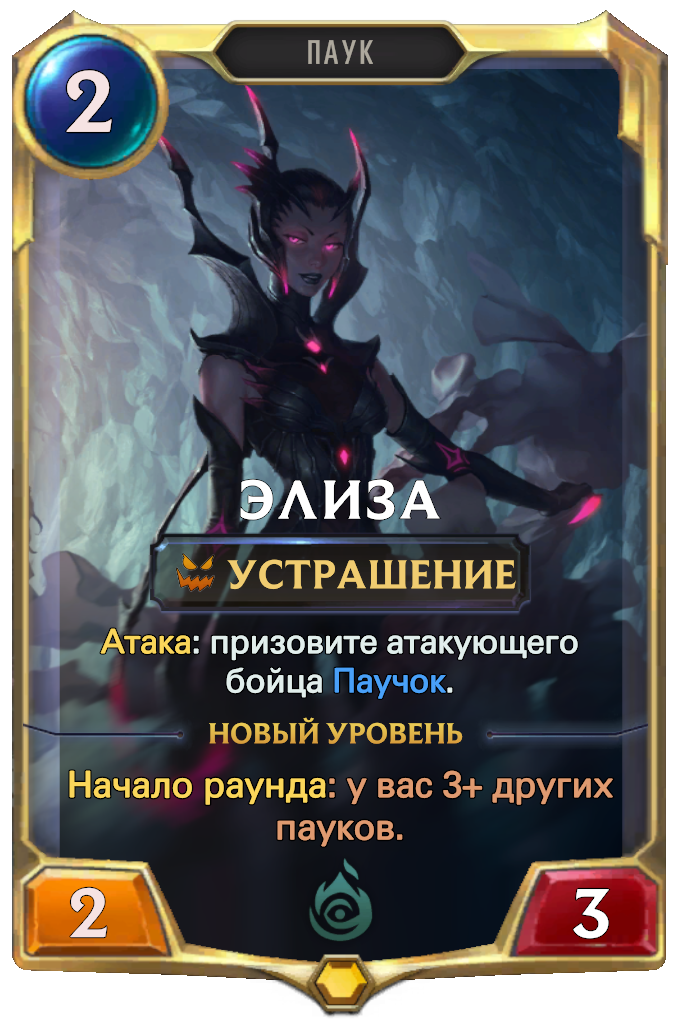 ПАУК
2
ЭЛИЗА
УСТРАШЕНИЕ
Атака: призовите атакующего
бойца Паучок.
НОВЫЙ УРОВЕНЬ
Начало раунда: у вас 3+ других
пауков.
2
3